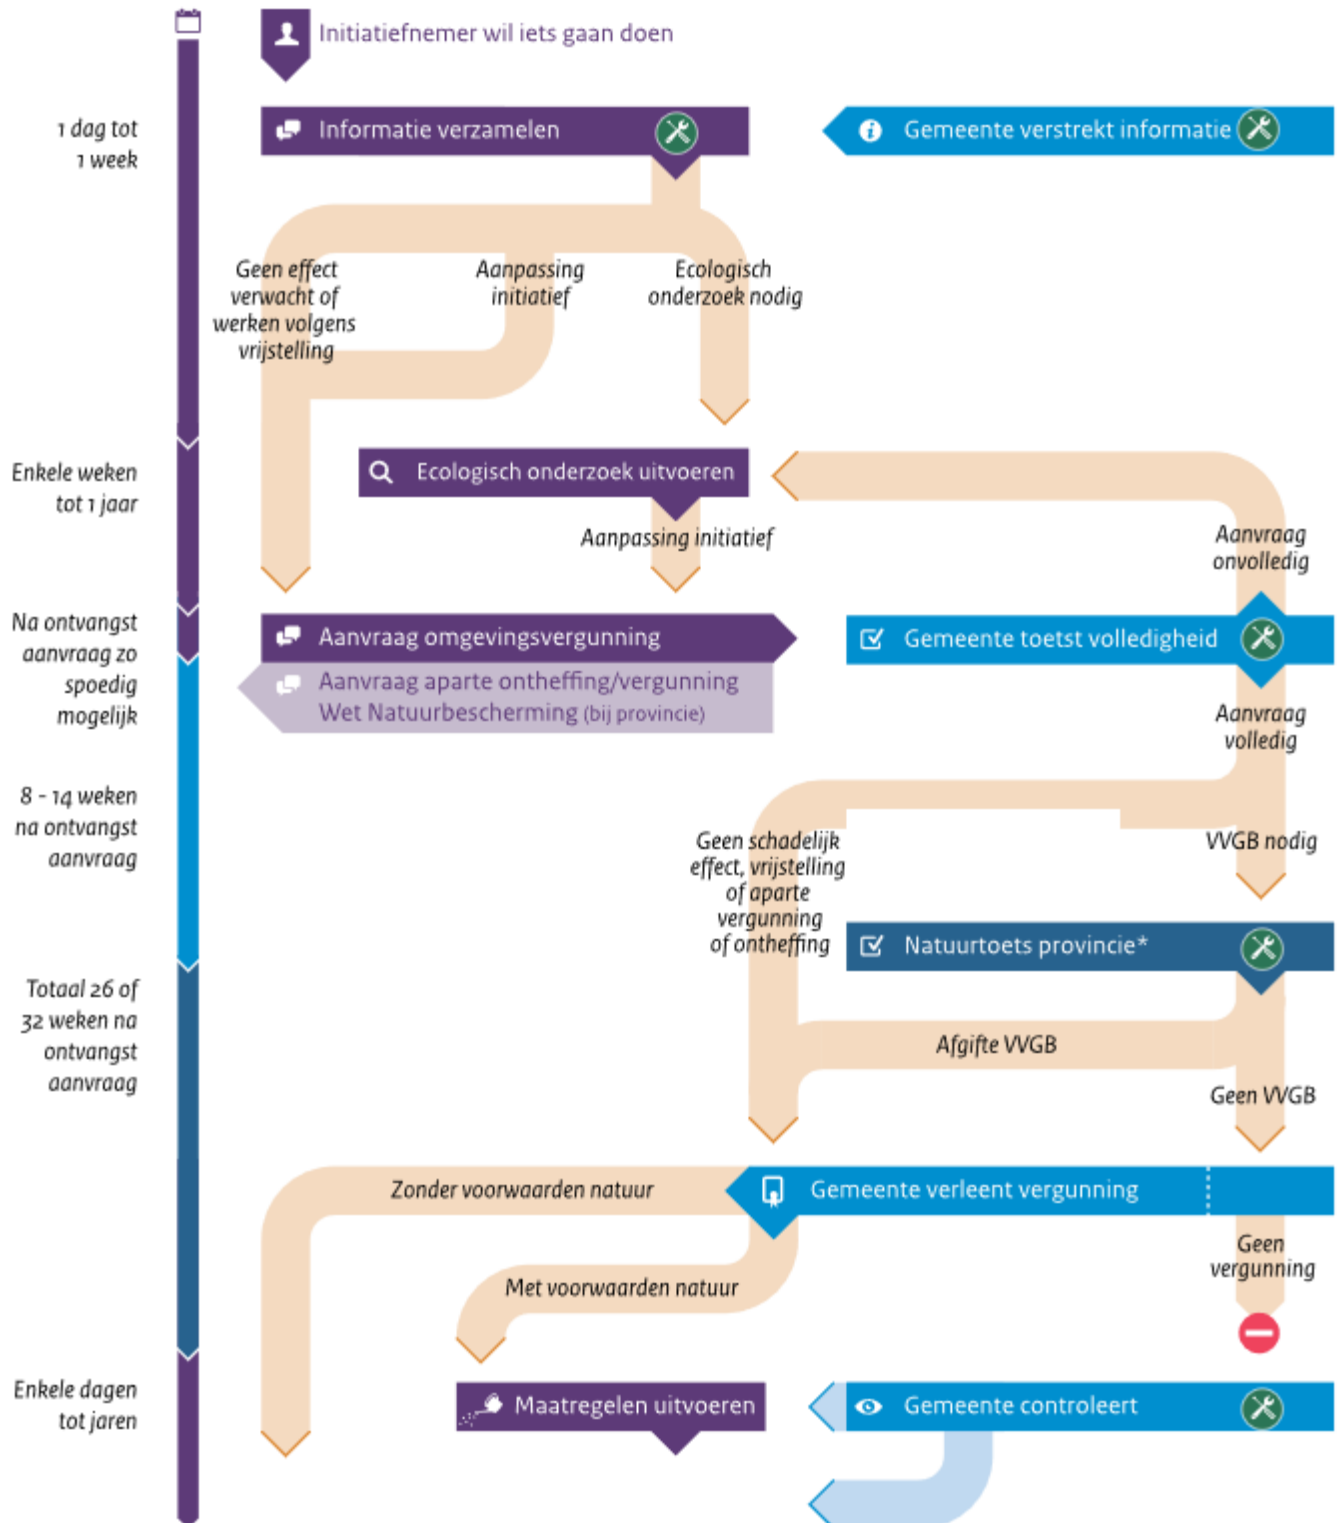 Initiatiefnemer wil iets gaan doen
1 dag tot
1 week
Informatie verzamelen
Gemeente verstrekt informatie
Geen effect
verwacht of
werken volgens
vrijstelling
Aanpassing
initiatief
Ecologisch
onderzoek nodig
Enkele weken
tot 1 jaar
Ecologisch onderzoek uitvoeren
Aanpassing initiatief
Aanvraag
onvolledig
Na ontvangst
aanvraag zo
spoedig
mogelijk
Aanvraag omgevingsvergunning
Aanvraag aparte ontheffing/vergunning
Wet Natuurbescherming (bij provincie)
Gemeente toetst volledigheid
Aanvraag
volledig
8 - 14 weken
na ontvangst
aanvraag
Geen schadelijk
effect, vrijstelling
of aparte
vergunning
of ontheffing
VVGB nodig
Natuurtoets provincie*
Totaal 26 of
32 weken na
ontvangst
aanvraag
Afgifte VVGB
Geen VVGB
Zonder voorwaarden natuur
Gemeente verleent vergunning
Geen
vergunning
Met voorwaarden natuur
Enkele dagen
tot jaren
Maatregelen uitvoeren
Gemeente controleert